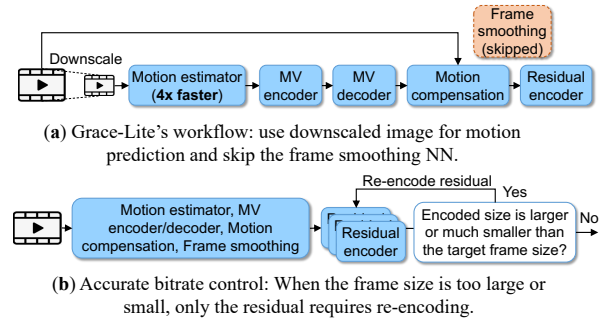 Frame
smoothing
(skipped)
Downscale
Motion estimator
(4x faster)
MV
encoder
MV
decoder
Motion
compensation
Residual
encoder
(a) Grace-Lite's workflow: use downscaled image for motion
prediction and skip the frame smoothing NN.
Re-encode residual
Yes
Motion estimator, MV
encoder/decoder, Motion
compensation, Frame smoothing
Residual
encoder
Encoded size is larger
or much smaller than
the target frame size?
No
(b) Accurate bitrate control: When the frame size is too large or
small, only the residual requires re-encoding.